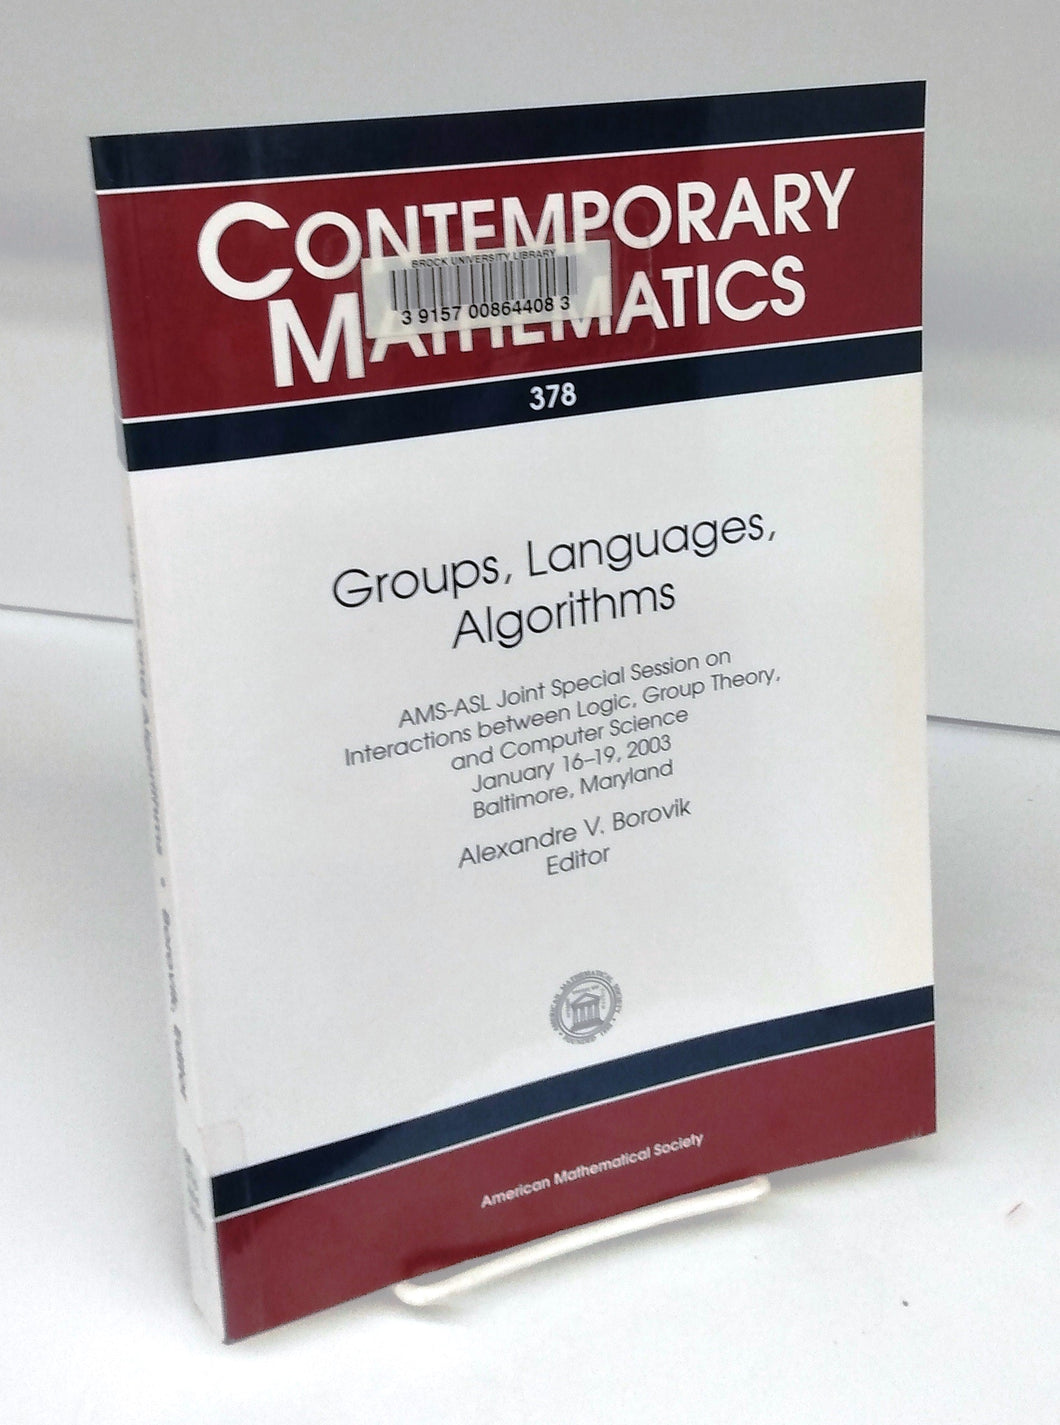 CONTEMPORARY
MATHEMATICS
BROCK UNIVERSITY LIBRARY
3 9157 00864408 3
378
Groups, Languages,
Algorithms
AMS-ASL Joint Special Session on
Interactions between Logic, Group Theory,
and Computer Science
January 16–19, 2003
Baltimore, Maryland
Alexandre V. Borovik
Editor
American Mathematical Society